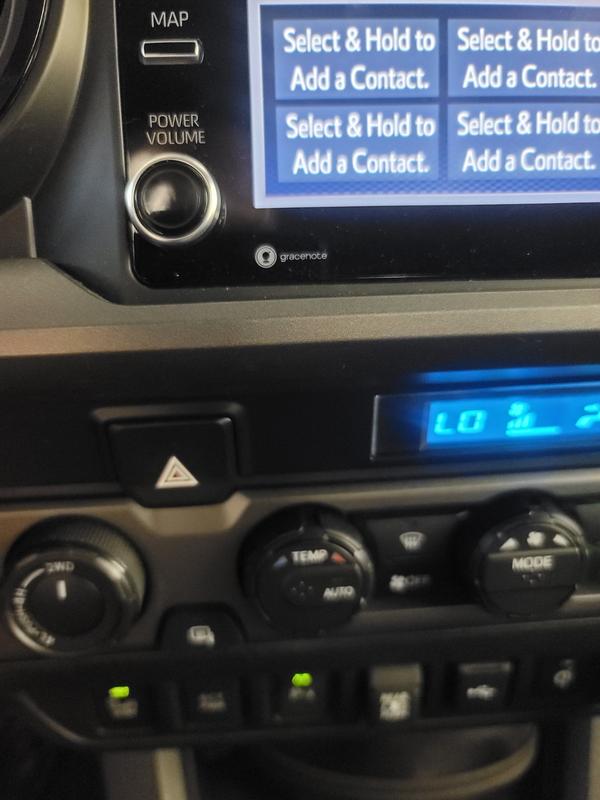 MAP
Select & Hold to
Add a Contact.
Select & Hold to
Add a Contact.
POWER
VOLUME
Select & Hold to
Add a Contact.
Select & Hold to
Add a Contact.
gracenote
LO
2WD
TEMP
AUTO
OFF
MODE